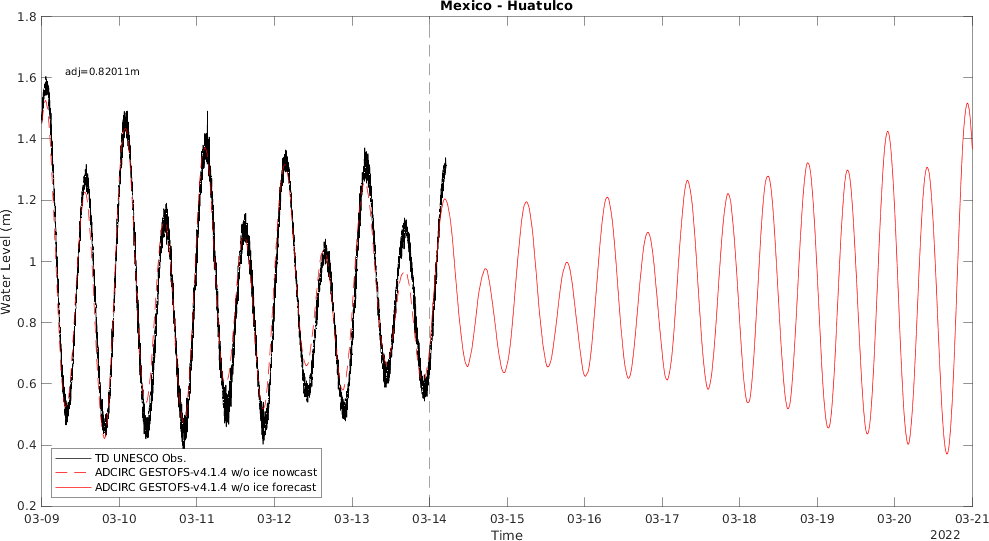 Mexico - Huatulco
1.8
1.6
1.4
1.2
1
0.8
0.6
0.4
0.2
Water Level (m)
adj=0.82011m
TD UNESCO Obs.
ADCIRC GESTOFS-v4.1.4 w/o ice nowcast
ADCIRC GESTOFS-v4.1.4 w/o ice forecast
03-09 03-10 03-11 03-12 03-13 03-14 03-15 03-16 03-17 03-18 03-19 03-20 03-21
Time
2022